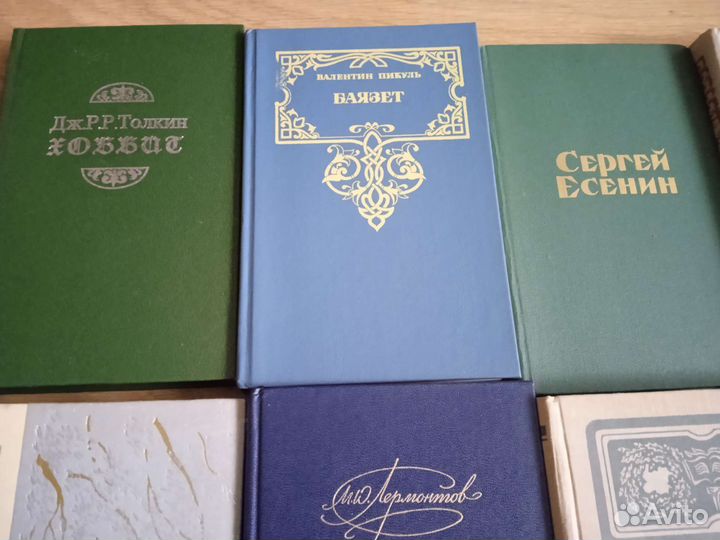 Дж.Р.Р.Толкин
ХОББИТ
ВАЛЕНТИН ПИКУЛЬ
БАЯЗЕТ
СЕРГЕЙ
ЕСЕНИН
М.Ю.Лермонтов
Avito